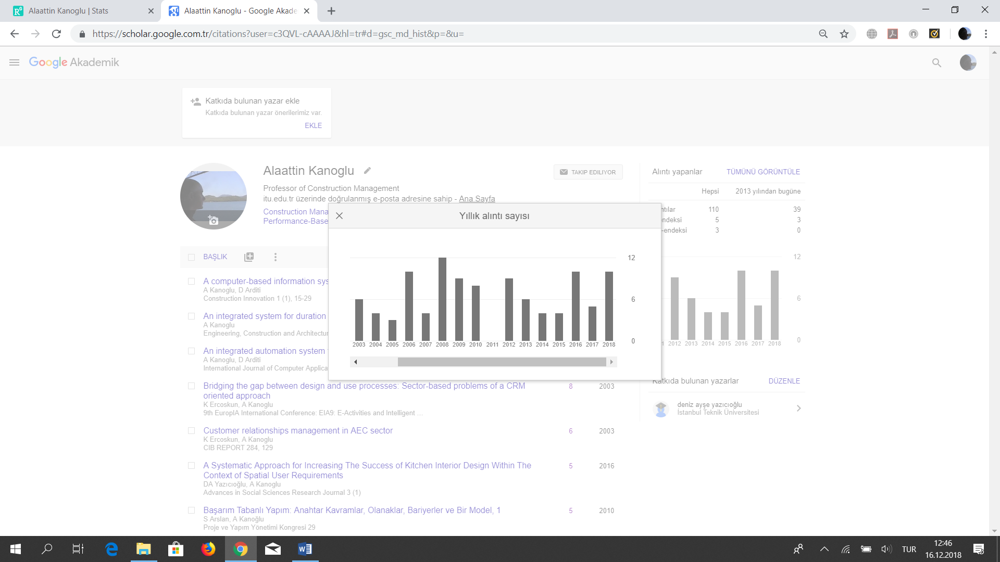 Alaattin Kanoglu | Stats
Alaattin Kanoglu - Google Akade
https://scholar.google.com.tr/citations?user=c3QVL-cAAAAJ&hl=tr#d=gsc_md_hist&p=&u=
Google Akademik
Katkıda bulunan yazar ekle
Katkıda bulunan yazar önerilerimiz var.
EKLE
Alaattin Kanoglu
TAKIP EDILIYOR
Professor of Construction Management
itu.edu.tr üzerinde doğrulanmış e-posta adresine sahip - Ana Sayfa
Construction Mana
Performance-Base
Alıntı yapanlar TÜMÜNÜ GÖRÜNTÜLE
Hepsi 2013 yılından bugüne
ntılar 110 39
ndeksi 5 3
-endeksi 3 0
Yıllık alıntı sayısı
12
6
0
2003 2004 2005 2006 2007 2008 2009 2010 2011 2012 2013 2014 2015 2016 2017 2018
12
6
0
1 2012 2013 2014 2015 2016 2017 2018
BAŞLIK
A computer-based information sys
A Kanoglu, D Arditi
Construction Innovation 1 (1), 15-29
An integrated system for duration
A Kanoglu
Engineering, Construction and Architectur
An integrated automation system
A Kanoglu, D Arditi
International Journal of Computer Applica
Bridging the gap between design and use processes: Sector-based problems of a CRM 8 2003
oriented approach
K Ercoskun, A Kanoglu
9th EuropIA International Conference: EIA9: E-Activities and Intelligent ...
Customer relationships management in AEC sector 6 2003
K Ercoskun, A Kanoglu
CIB REPORT 284, 129
A Systematic Approach for Increasing The Success of Kitchen Interior Design Within The 5 2016
Context of Spatial User Requirements
DA Yazıcıoğlu, A Kanoglu
Advances in Social Sciences Research Journal 3 (1)
Başarım Tabanlı Yapım: Anahtar Kavramlar, Olanaklar, Bariyerler ve Bir Model, 1 5 2010
S Arslan, A Kanoğlu
Proje ve Yapım Yönetimi Kongresi 29
Katkıda bulunan yazarlar DÜZENLE
deniz ayşe yazıcıoğlu
İstanbul Teknik Üniversitesi
TUR
12:46
16.12.2018